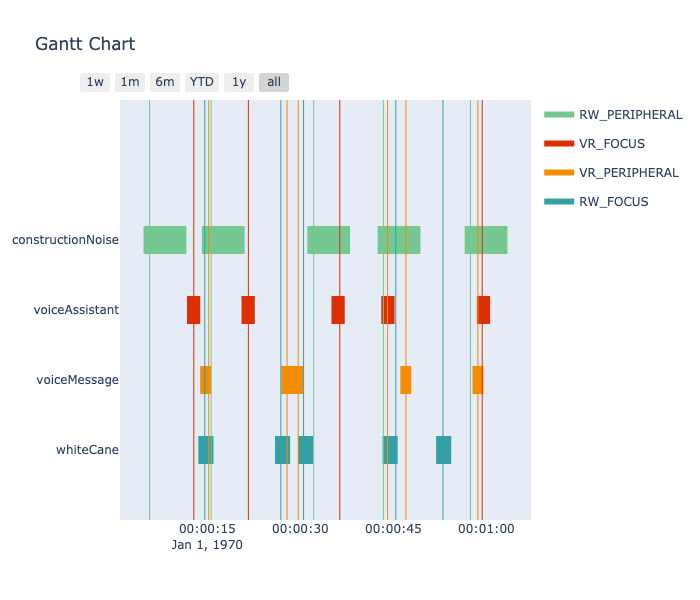 Gantt Chart
1w 1m 6m YTD 1y all
RW_PERIPHERAL
VR_FOCUS
VR_PERIPHERAL
RW_FOCUS
constructionNoise
voiceAssistant
voiceMessage
whiteCane
00:00:15 00:00:30 00:00:45 00:01:00
Jan 1, 1970